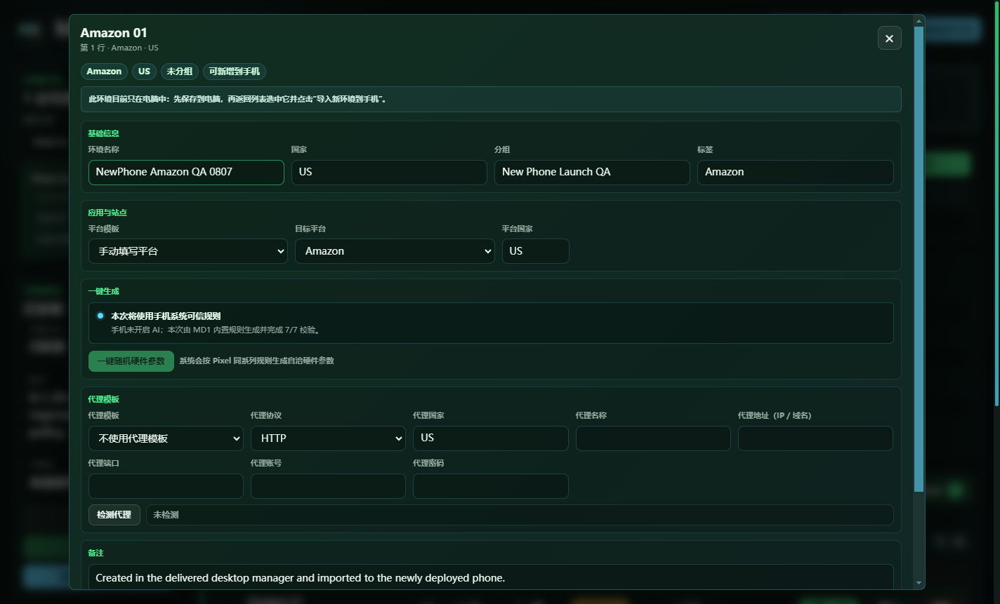 Amazon 01
第 1 行 · Amazon · US
Amazon US 未分组 可新增到手机
此环境目前只在电脑中：先保存到电脑，再返回列表选中它并点击“导入新环境到手机”。
基础信息
环境名称 国家 分组 标签
NewPhone Amazon QA 0807 US New Phone Launch QA Amazon
应用与站点
平台模板 目标平台 平台国家
手动填写平台 Amazon US
一键生成
本次将使用手机系统可信规则
手机未开启 AI；本次由 MD1 内置规则生成并完成 7/7 校验。
一键随机硬件参数 系统会按 Pixel 同系列规则生成自洽硬件参数
代理模板
代理模板 代理协议 代理国家 代理名称 代理地址（IP / 域名）
不使用代理模板 HTTP US
代理端口 代理账号 代理密码
检测代理 未检测
备注
Created in the delivered desktop manager and imported to the newly deployed phone.